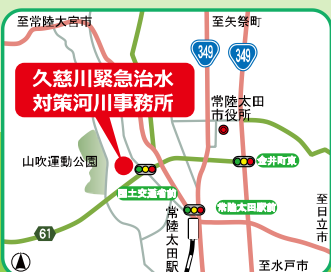 至常陸大宮市
至矢祭町
349
349
久慈川緊急治水
対策河川事務所
常陸太田
市役所
山吹運動公園
金井町東
国土交通省前
常陸太田駅前
至日立市
61
常陸太田駅
至水戸市